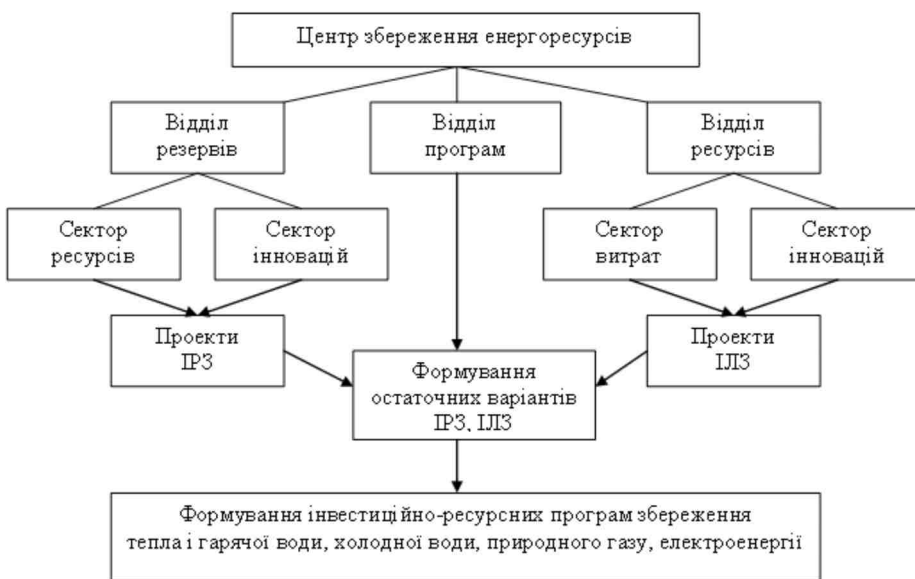 Центр збереження енергоресурсів
Відділ
резервів
Відділ
програм
Відділ
ресурсів
Сектор
ресурсів
Сектор
інновацій
Сектор
витрат
Сектор
інновацій
Проекти
ІРЗ
Проекти
ІЛЗ
Формування
остаточних варіантів
ІРЗ, ІЛЗ
Формування інвестиційно-ресурсних програм збереження
тепла і гарячої води, холодної води, природного газу, електроенергії